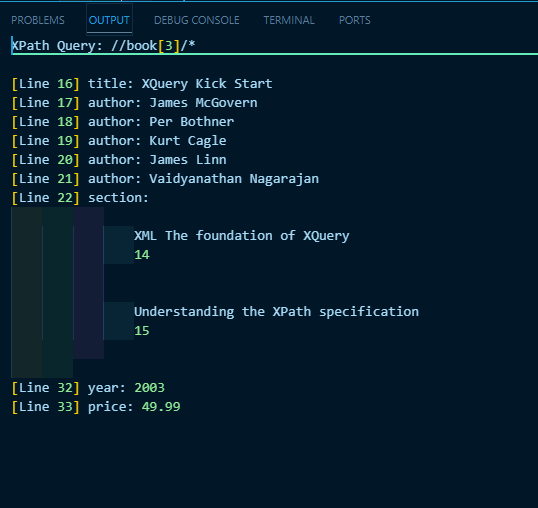 PROBLEMS OUTPUT DEBUG CONSOLE TERMINAL PORTS
XPath Query: //book[3]/*
[Line 16] title: XQuery Kick Start
[Line 17] author: James McGovern
[Line 18] author: Per Bothner
[Line 19] author: Kurt Cagle
[Line 20] author: James Linn
[Line 21] author: Vaidyanathan Nagarajan
[Line 22] section:
XML The foundation of XQuery
14
Understanding the XPath specification
15
[Line 32] year: 2003
[Line 33] price: 49.99